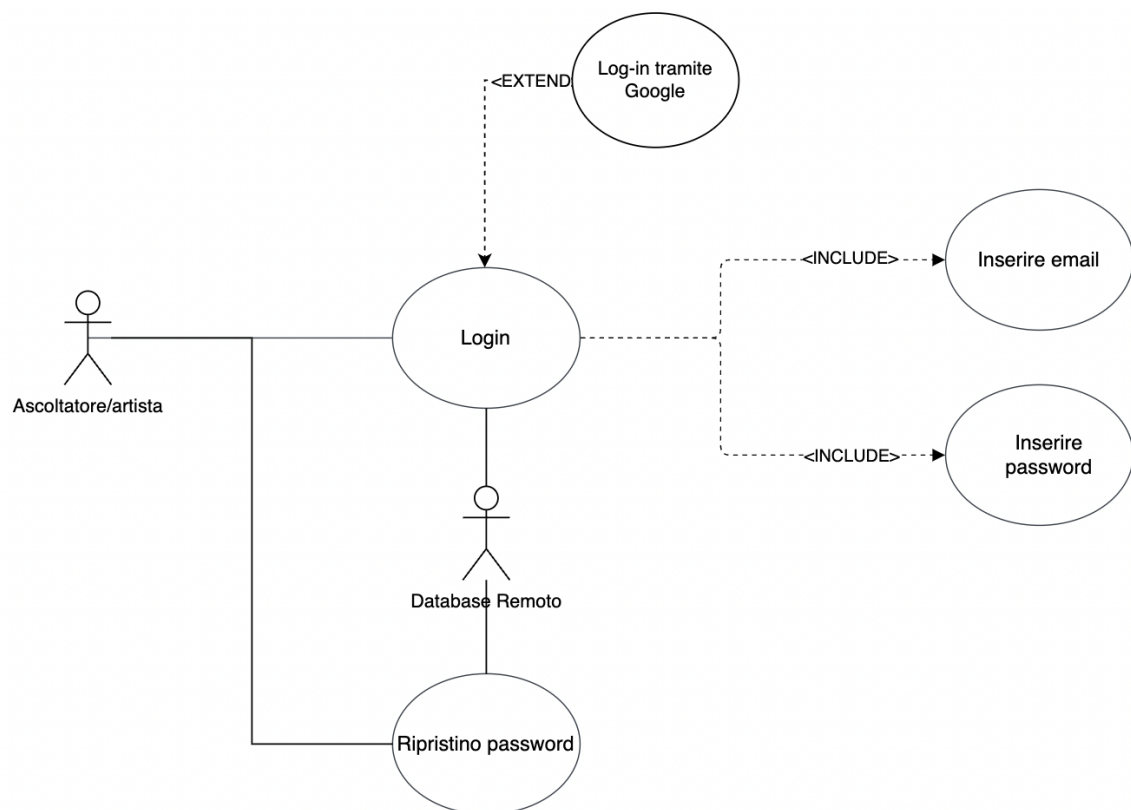 Log-in tramite
Google
<EXTEND
Inserire email
<INCLUDE>
Login
Ascoltatore/artista
Inserire
password
<INCLUDE>
Database Remoto
Ripristino password